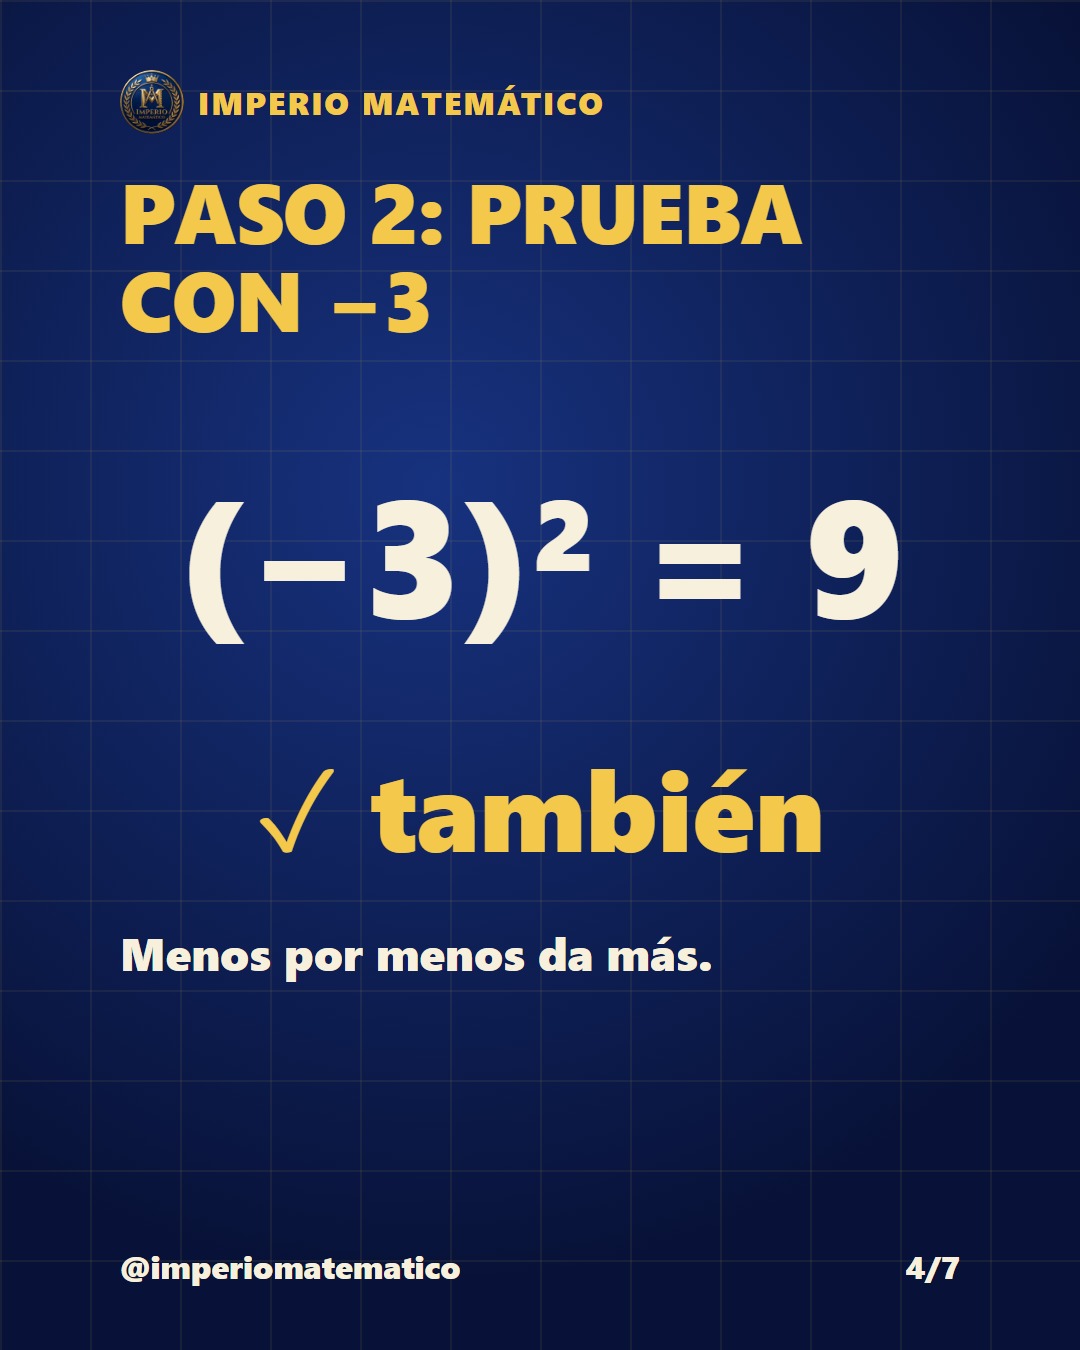 IMPERIO MATEMÁTICO
PASO 2: PRUEBA
CON −3
(−3)² = 9
✓ también
Menos por menos da más.
@imperiomatematico
4/7